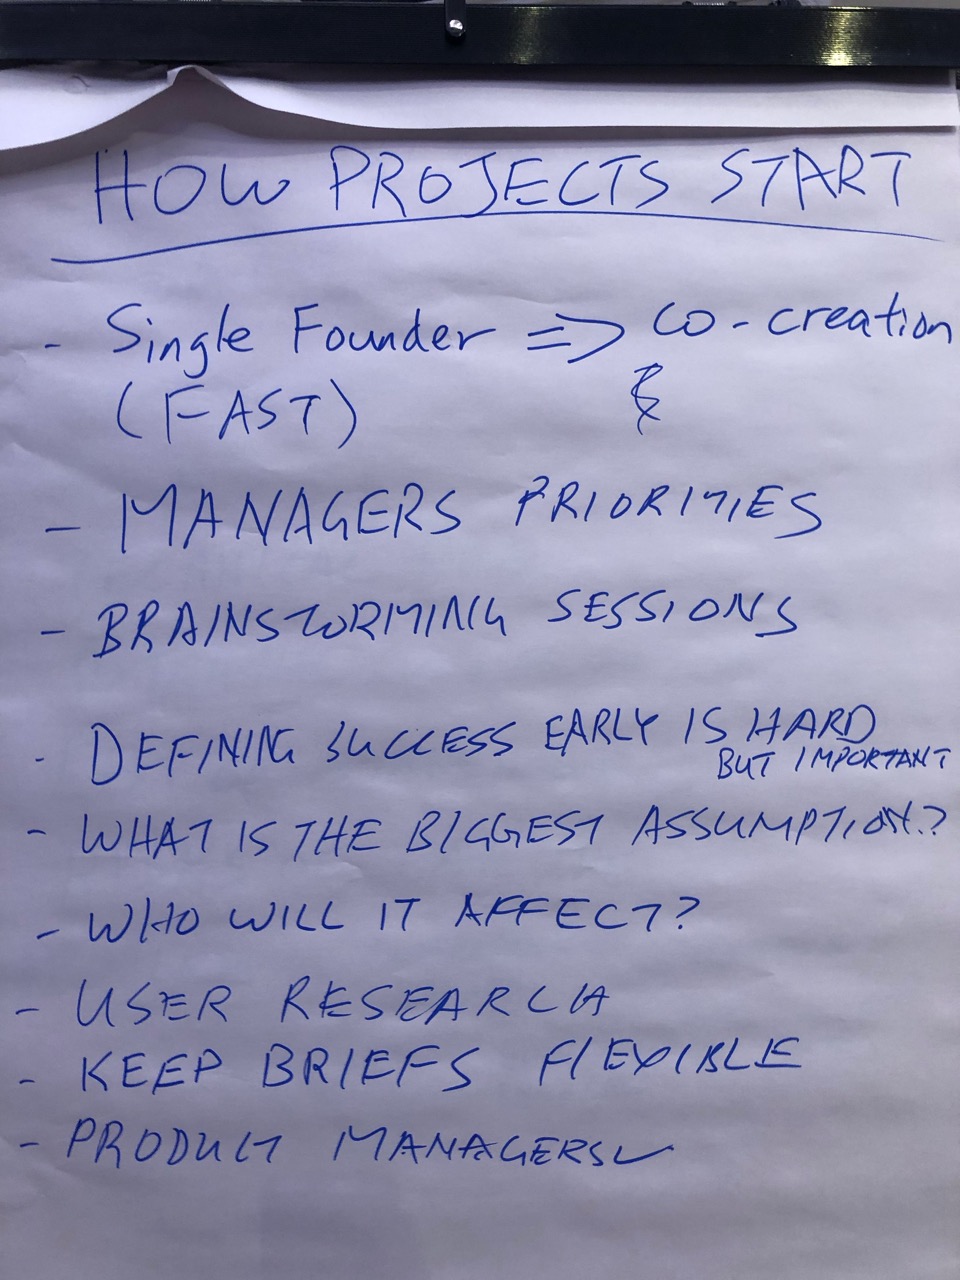 HOW PROJECTS START
- Single Founder => co-creation
(FAST)
- MANAGERS PRIORITIES
- BRAINSTORMING SESSIONS
- DEFINING SUCCESS EARLY IS HARD
BUT IMPORTANT
- WHAT IS THE BIGGEST ASSUMPTION.?
- WHO WILL IT AFFECT?
- USER RESEARCH
- KEEP BRIEFS FLEXIBLE
- PRODUCT MANAGERS